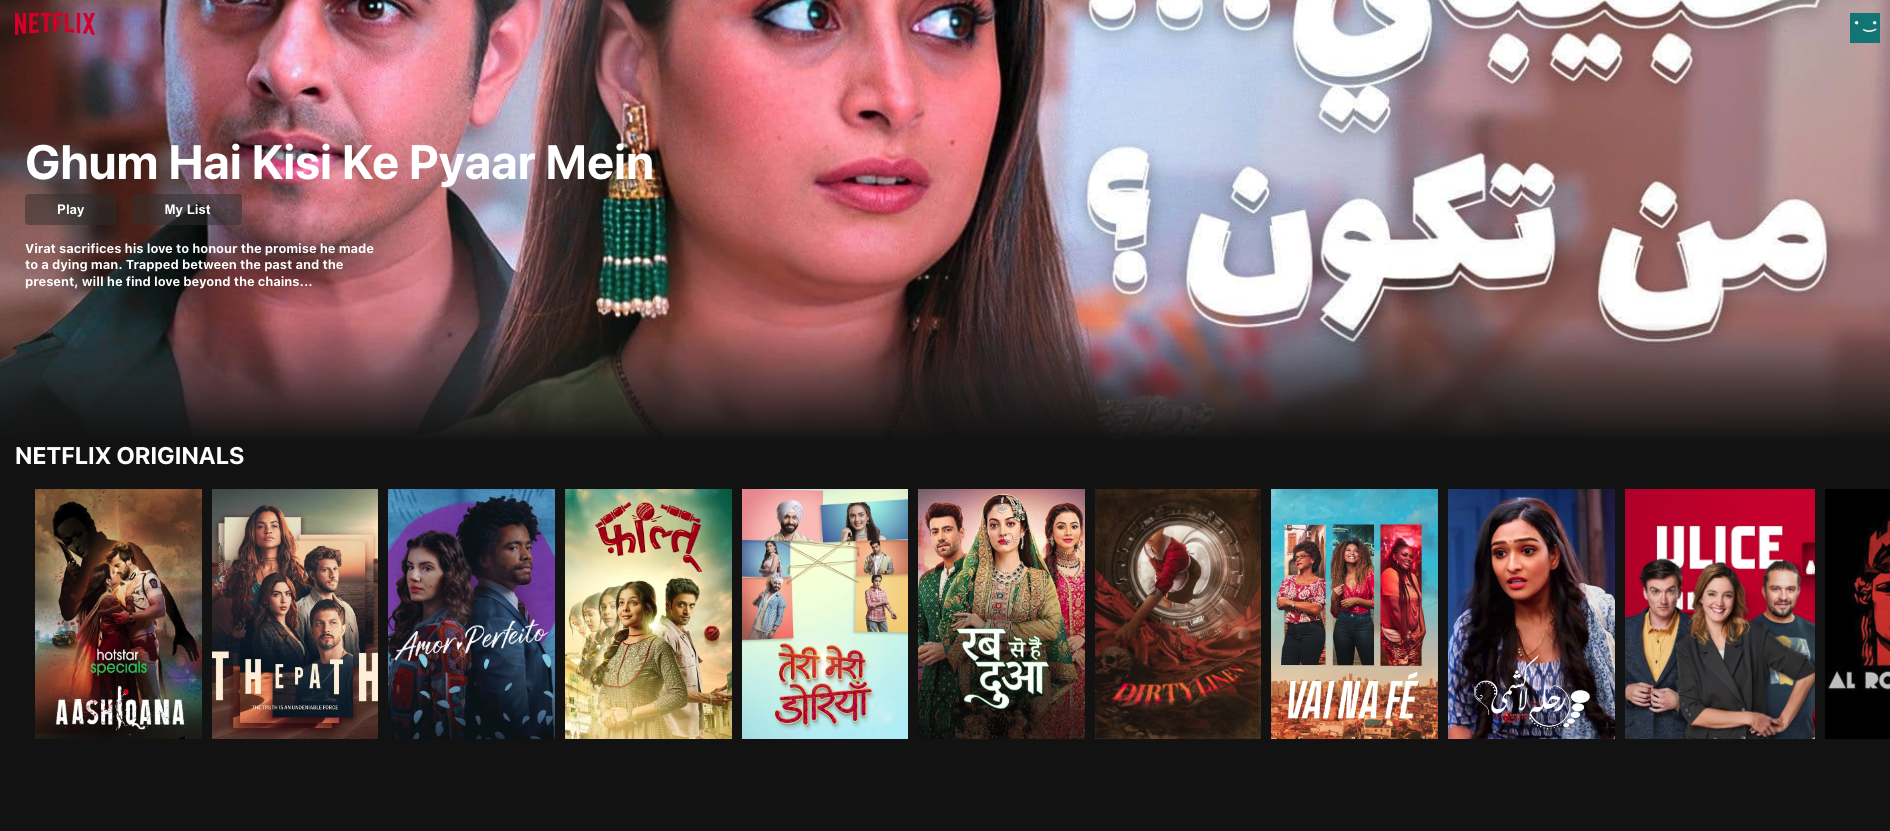 NETFLIX
حبيبي...
من تكون؟
Ghum Hai Kisi Ke Pyaar Mein
Play
My List
Virat sacrifices his love to honour the promise he made
to a dying man. Trapped between the past and the
present, will he find love beyond the chains...
NETFLIX ORIGINALS
hotstar
specials
AASHIQANA
THE PATH
THE TRUTH IS AN UNDENIABLE FORCE
Amor Perfeito
फ़ालतू
तेरी मेरी
डोरियाँ
रब से है
दुआ
DIRTY LINEN
VAI NA FÉ
ULICE
AL RO